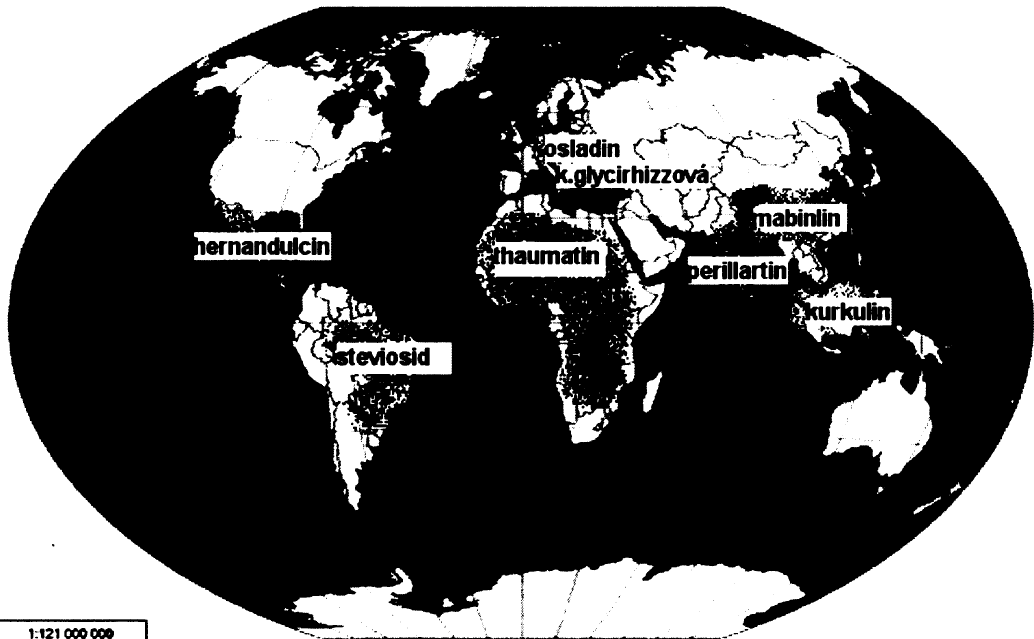 osladin
k.glycirhizzová
mabinlin
hernandulcin
thaumatin
perillartin
kurkulin
steviosid
1:121 000 000